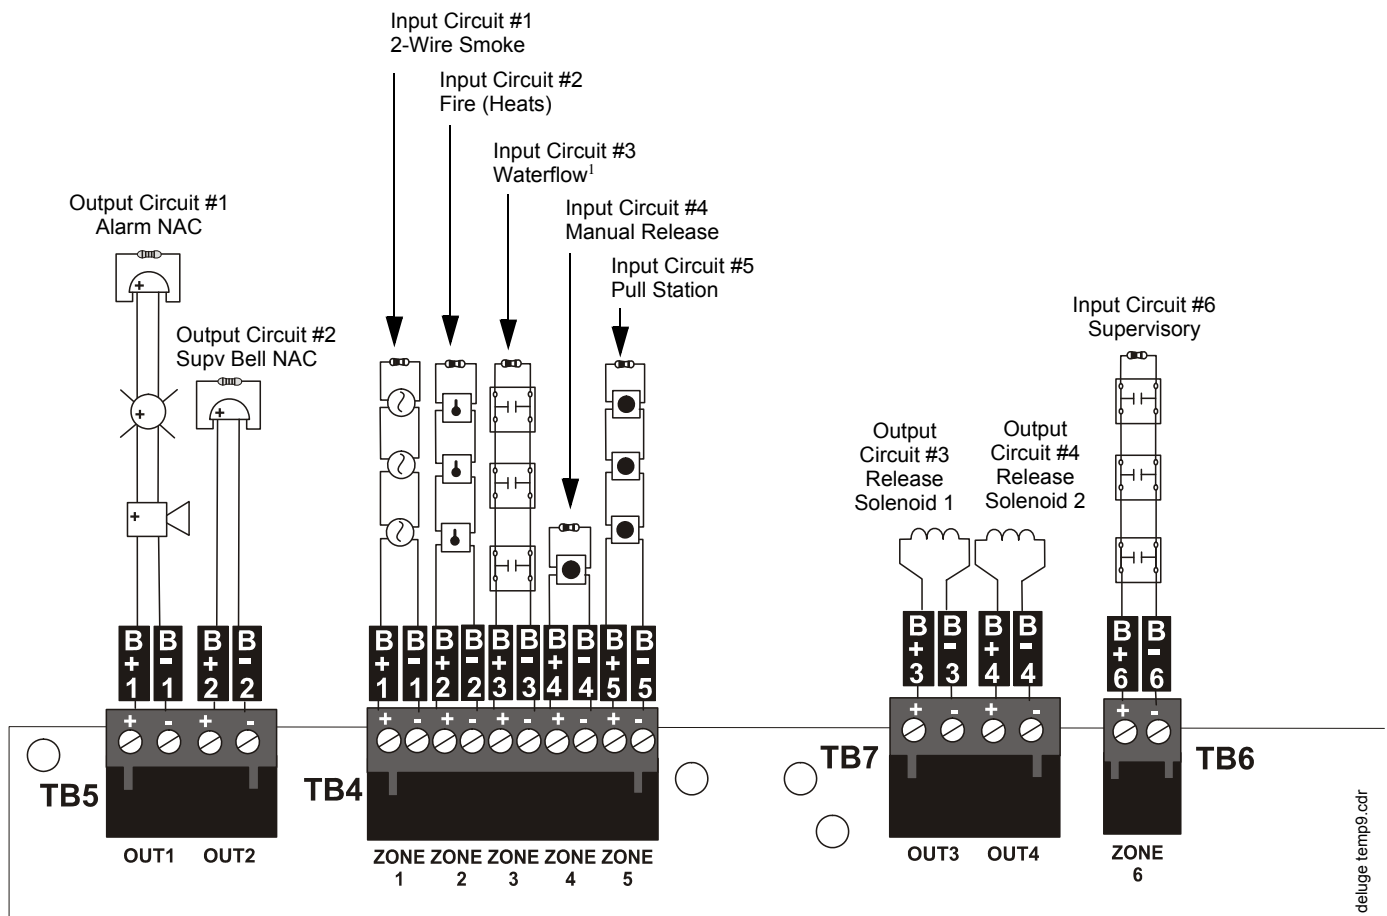 Input Circuit #1
2-Wire Smoke
Input Circuit #2
Fire (Heats)
Input Circuit #3
Waterflow1
Input Circuit #4
Manual Release
Input Circuit #5
Pull Station
Output Circuit #1
Alarm NAC
Output Circuit #2
Supv Bell NAC
Output
Circuit #3
Release
Solenoid 1
Output
Circuit #4
Release
Solenoid 2
Input Circuit #6
Supervisory
+
+
+
+
B+1
B-1
B+2
B-2
B+1
B-1
B+2
B-2
B+3
B-3
B+4
B-4
B+5
B-5
B+3
B-3
B+4
B-4
B+6
B-6
+ - + -
+ - + - + - + - + -
+ - + -
+ -
TB5
TB4
TB7
TB6
OUT1 OUT2
ZONE 1
ZONE 2
ZONE 3
ZONE 4
ZONE 5
OUT3 OUT4
ZONE 6
deluge temp9.cdr